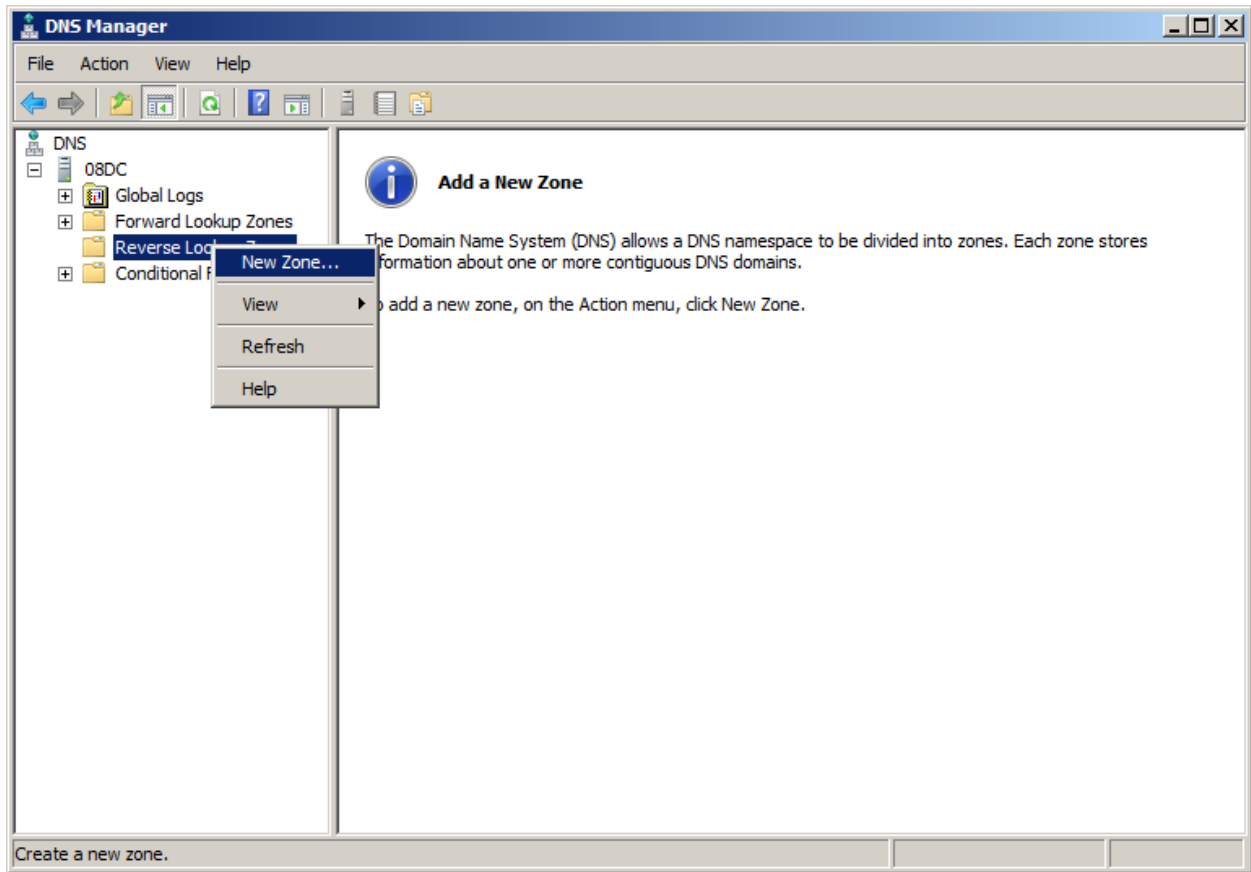 DNS Manager
File Action View Help
DNS
08DC
Global Logs
Forward Lookup Zones
Reverse
Conditional
New Zone...
View
Refresh
Help
Add a New Zone
The Domain Name System (DNS) allows a DNS namespace to be divided into zones. Each zone stores
information about one or more contiguous DNS domains.
add a new zone, on the Action menu, click New Zone.
Create a new zone.